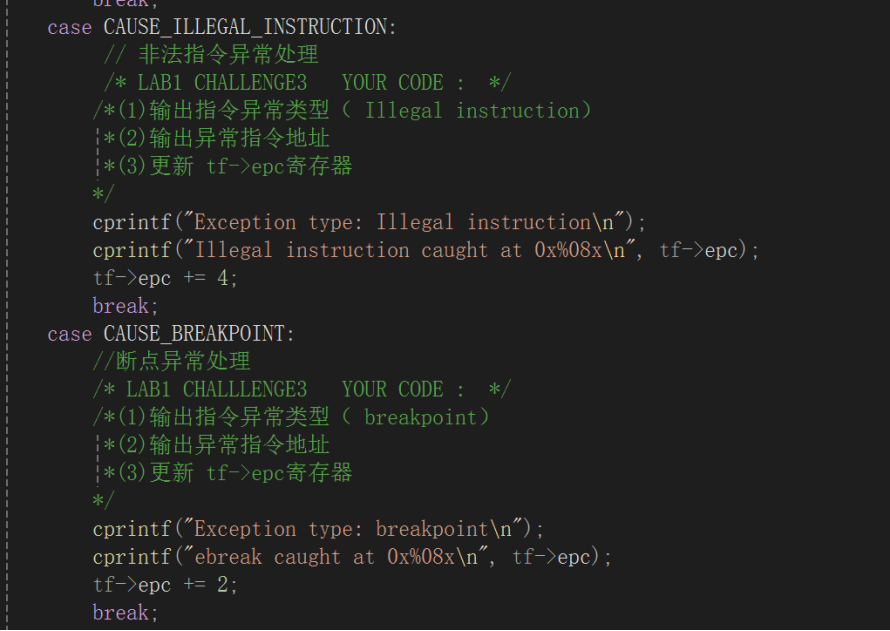 break;
case CAUSE_ILLEGAL_INSTRUCTION:
// 非法指令异常处理
/* LAB1 CHALLENGE3   YOUR CODE :  */
/*(1)输出指令异常类型（ Illegal instruction）
*(2)输出异常指令地址
*(3)更新 tf->epc寄存器
*/
cprintf("Exception type: Illegal instruction\n");
cprintf("Illegal instruction caught at 0x%08x\n", tf->epc);
tf->epc += 4;
break;
case CAUSE_BREAKPOINT:
//断点异常处理
/* LAB1 CHALLLENGE3   YOUR CODE :  */
/*(1)输出指令异常类型（ breakpoint）
*(2)输出异常指令地址
*(3)更新 tf->epc寄存器
*/
cprintf("Exception type: breakpoint\n");
cprintf("ebreak caught at 0x%08x\n", tf->epc);
tf->epc += 2;
break;